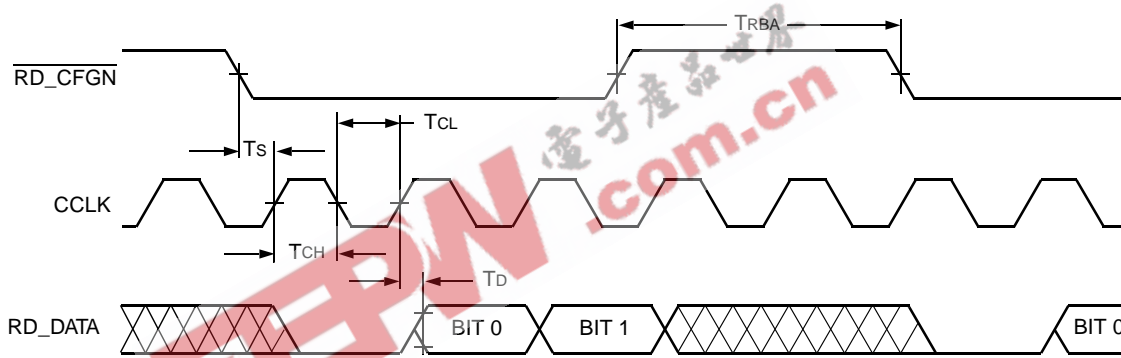 TRBA
RD_CFGN
TCL
TS
CCLK
TCH
TD
RD_DATA
BIT 0
BIT 1
BIT 0
電子產品世界
EEPW
.com.cn